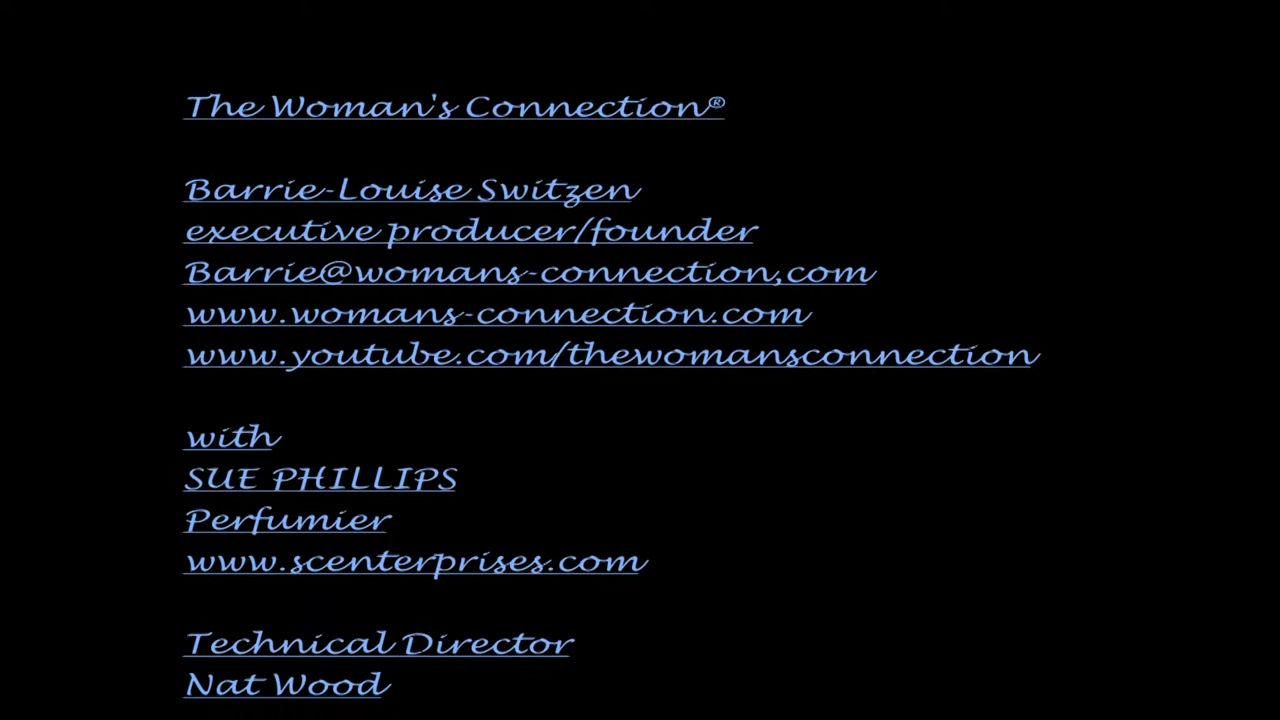 The Woman's Connection®
Barrie-Louise Switzen
executive producer/founder
Barrie@womans-connection,com
www.womans-connection.com
www.youtube.com/thewomansconnection
with
SUE PHILLIPS
Perfumier
www.scenterprises.com
Technical Director
Nat Wood